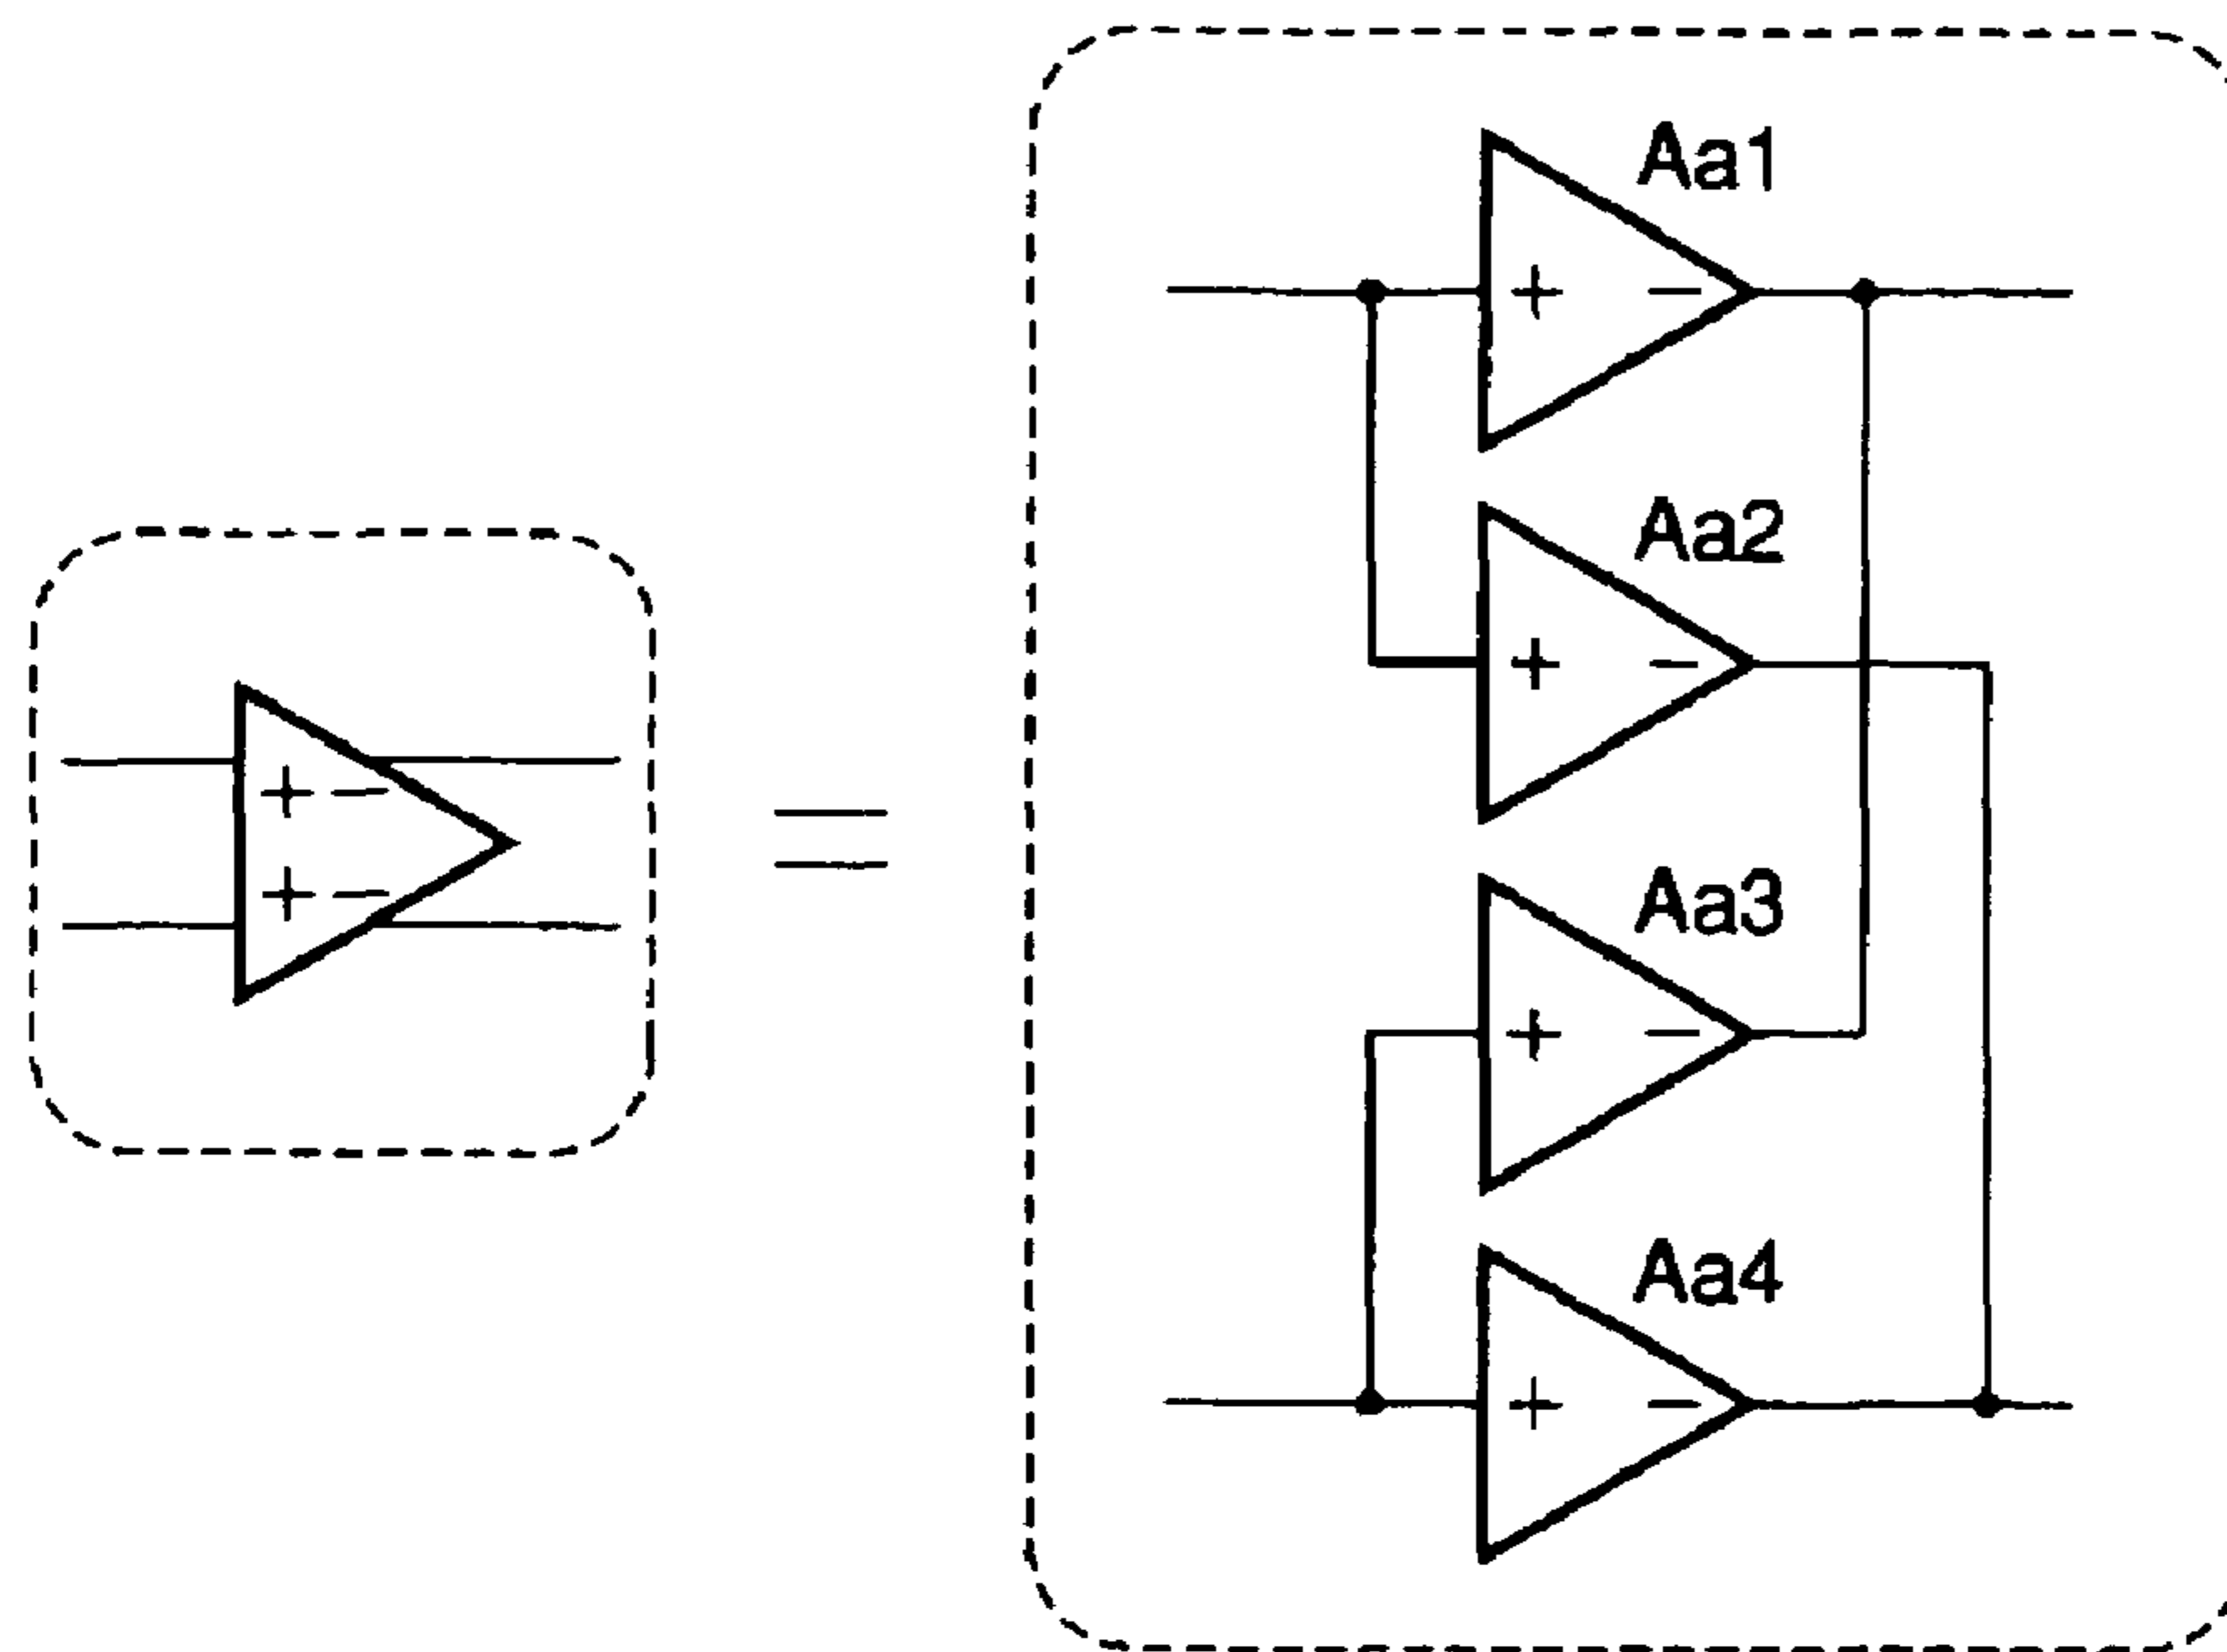 Aa1
+ −
Aa2
+ −
+ −
+ −
=
Aa3
+ −
Aa4
+ −